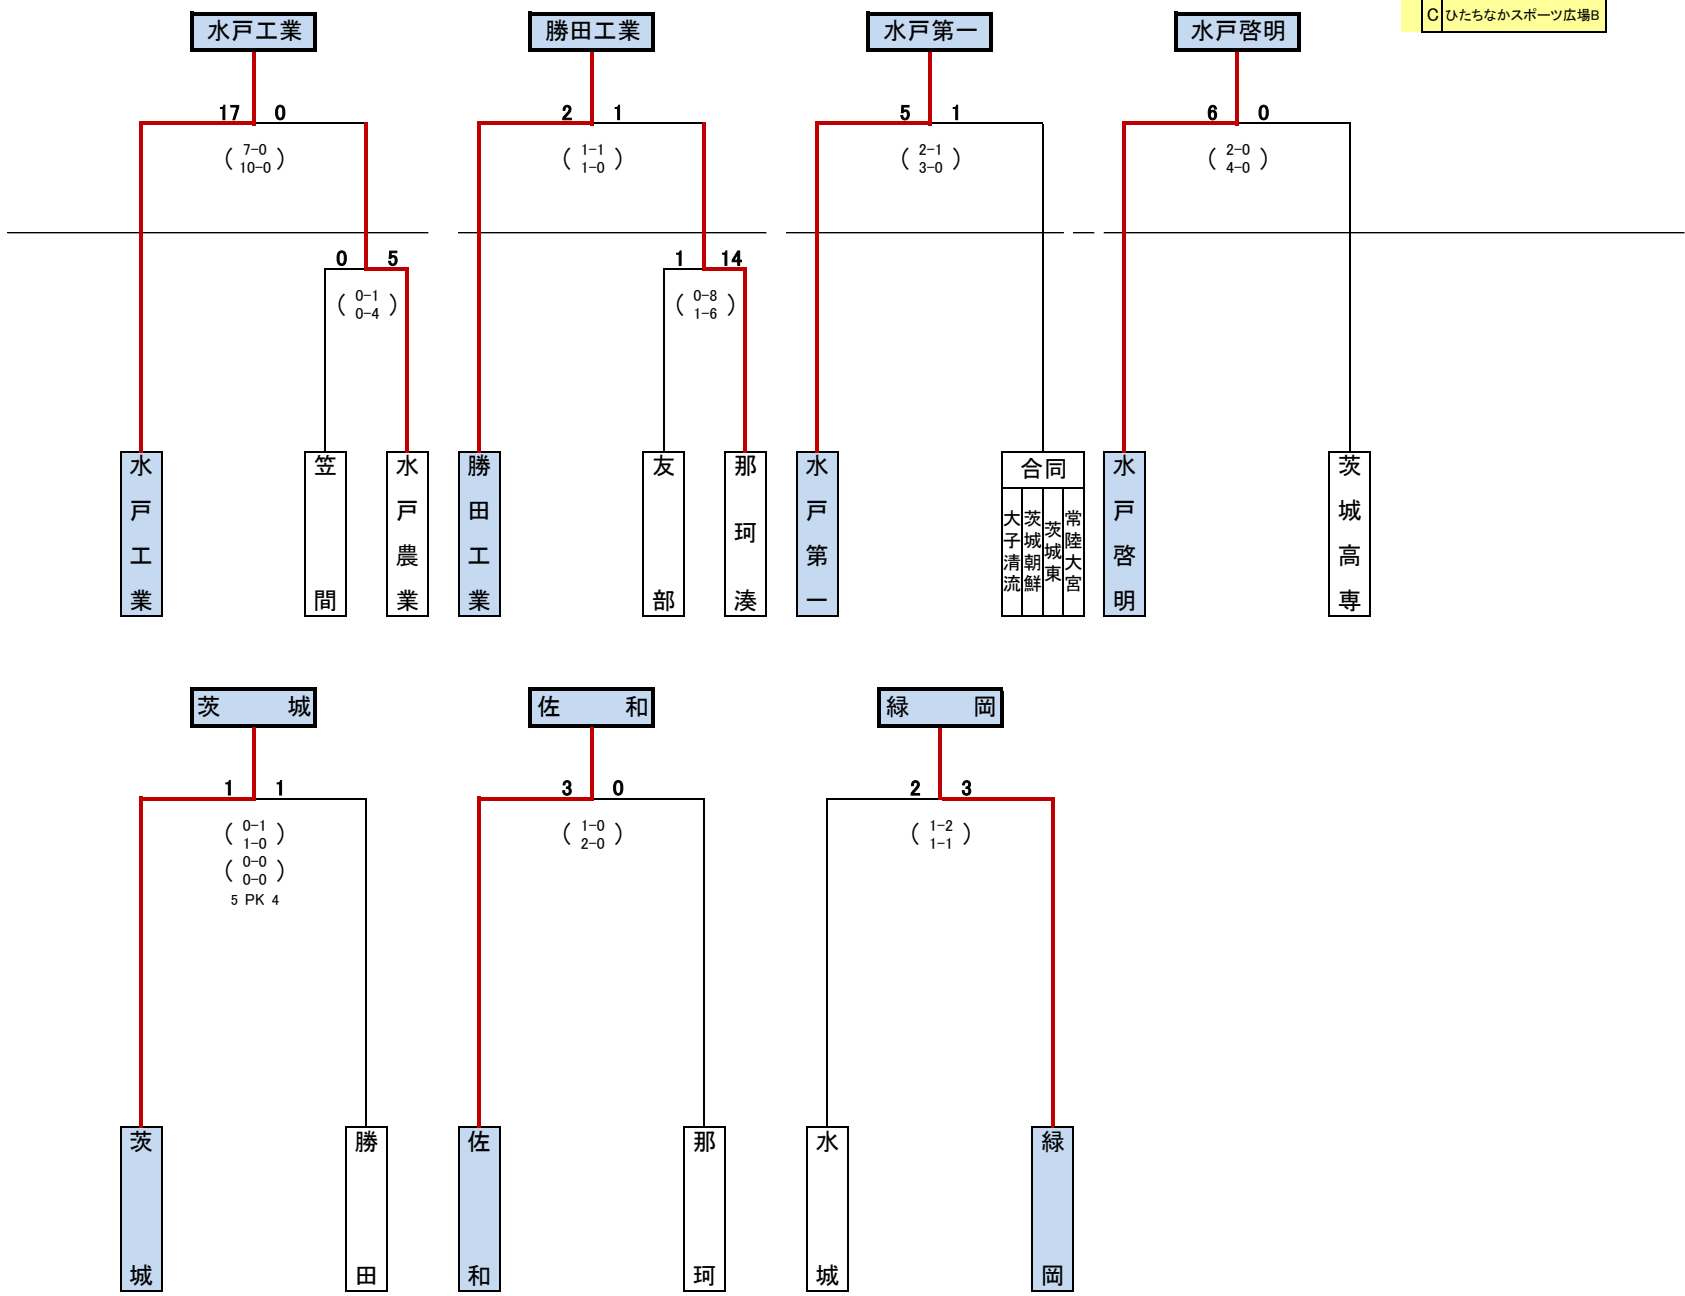 C ひたちなかスポーツ広場B
水戸工業 勝田工業 水戸第一 水戸啓明
17 0 2 1 5 1 6 0
( 7-0 10-0 ) ( 1-1 1-0 ) ( 2-1 3-0 ) ( 2-0 4-0 )
0 5 1 14
( 0-1 0-4 ) ( 0-8 1-6 )
水戸工業
笠間
水戸農業
勝田工業
友部
那珂湊
水戸第一
合同
大子清流
茨城朝鮮
茨城東
常陸大宮
水戸啓明
茨城高専
茨城 佐和 緑岡
1 1 3 0 2 3
( 0-1 1-0 ) ( 1-0 2-0 ) ( 1-2 1-1 )
( 0-0 0-0 )
5 PK 4
茨城
勝田
佐和
那珂
水城
緑岡